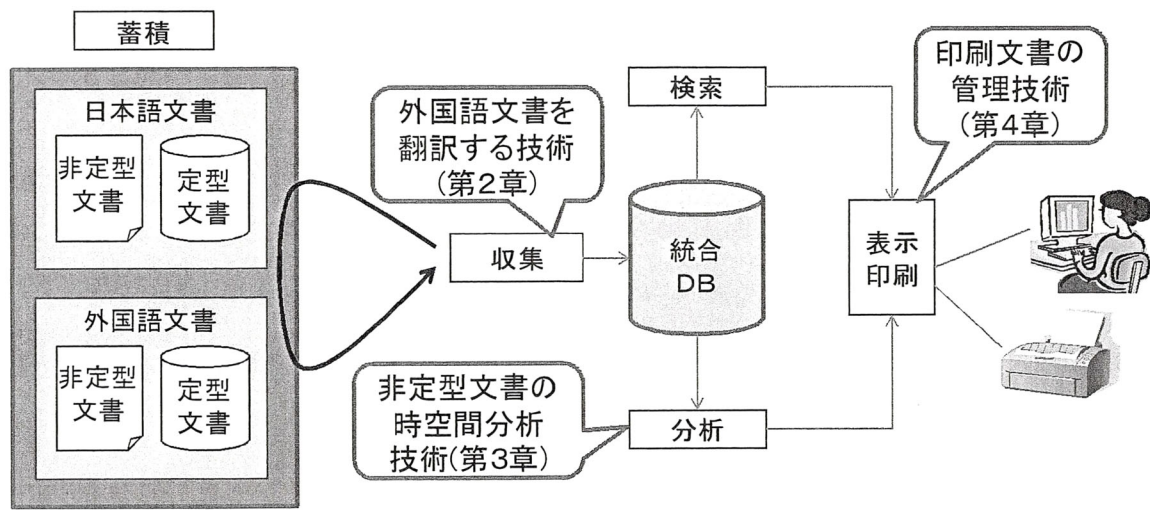 蓄積
日本語文書
非定型
文書
定型
文書
外国語文書
非定型
文書
定型
文書
外国語文書を
翻訳する技術
(第2章)
収集
検索
統合
DB
分析
非定型文書の
時空間分析
技術(第3章)
印刷文書の
管理技術
(第4章)
表示
印刷